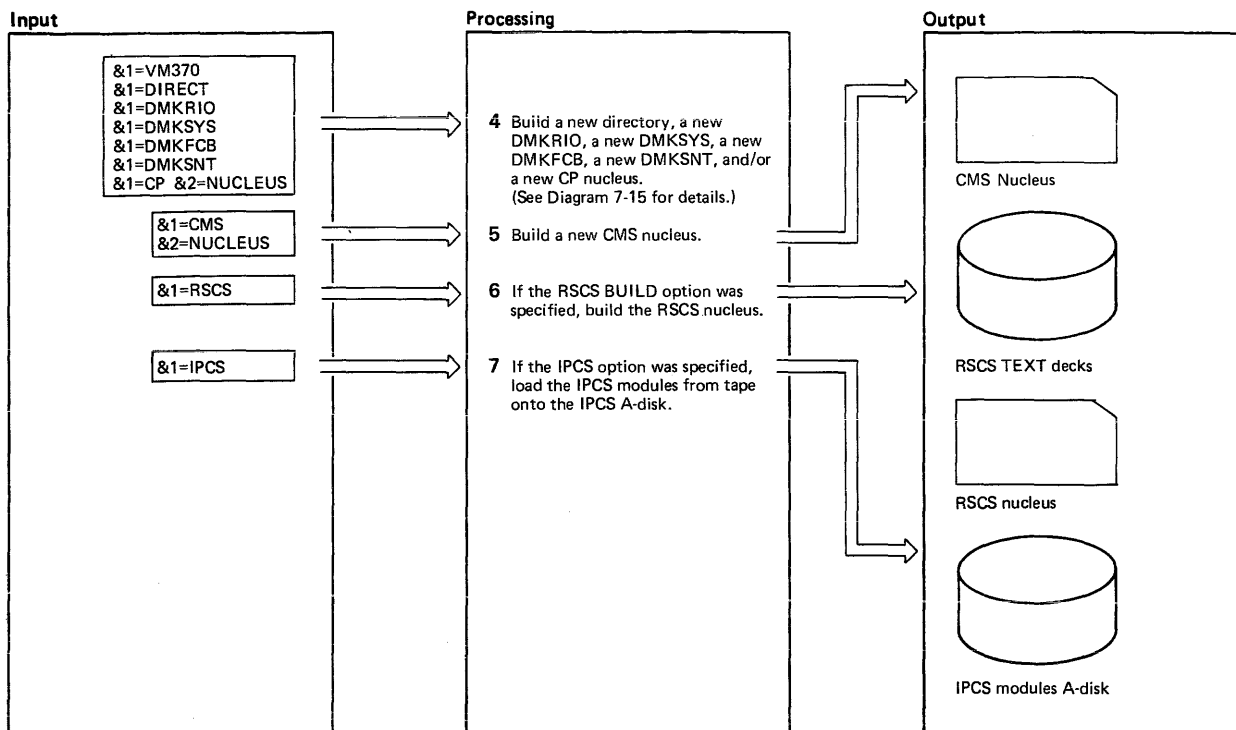 Input
Processing
Output
&1=VM370
&1=DIRECT
&1=DMKRIO
&1=DMKSYS
&1=DMKFCB
&1=DMKSNT
&1=CP &2=NUCLEUS
4 Build a new directory, a new
DMKRIO, a new DMKSYS, a new
DMKFCB, a new DMKSNT, and/or
a new CP nucleus.
(See Diagram 7-15 for details.)
&1=CMS
&2=NUCLEUS
5 Build a new CMS nucleus.
&1=RSCS
6 If the RSCS BUILD option was
specified, build the RSCS nucleus.
&1=IPCS
7 If the IPCS option was specified,
load the IPCS modules from tape
onto the IPCS A-disk.
CMS Nucleus
RSCS TEXT decks
RSCS nucleus
IPCS modules A-disk